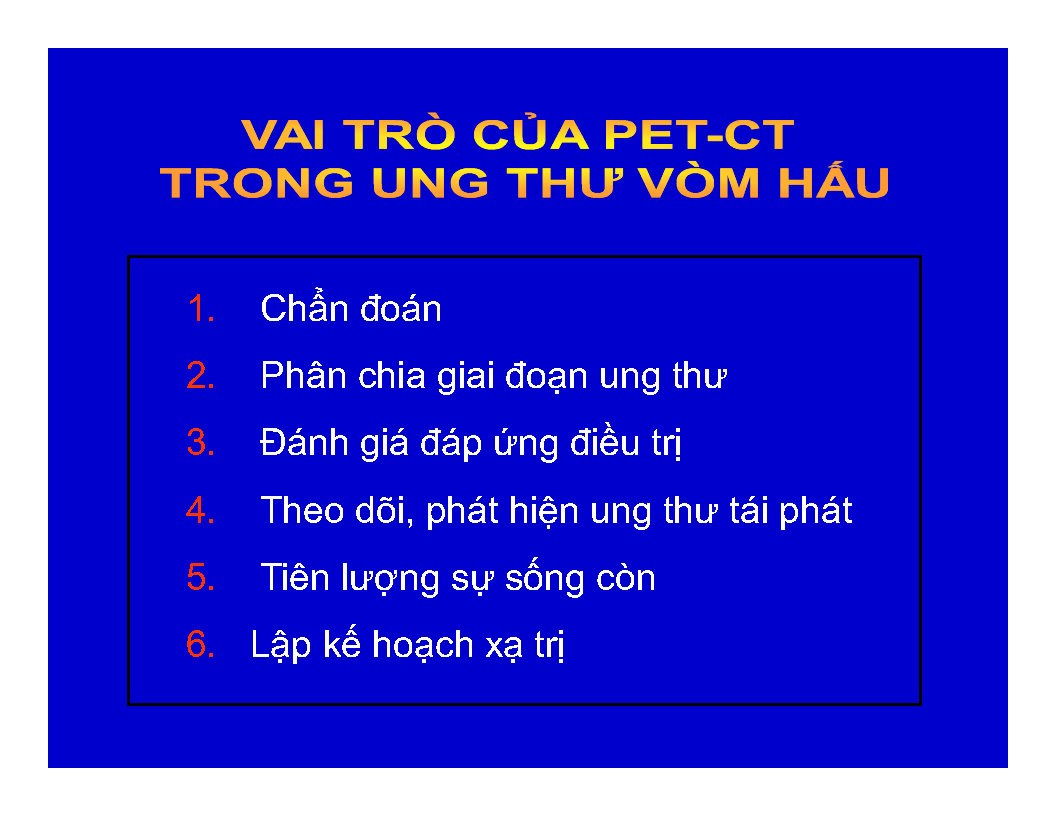 VAI TRÒ CỦA PET-CT
TRONG UNG THƯ VÒM HẤU
1. Chẩn đoán
2. Phân chia giai đoạn ung thư
3. Đánh giá đáp ứng điều trị
4. Theo dõi, phát hiện ung thư tái phát
5. Tiên lượng sự sống còn
6. Lập kế hoạch xạ trị